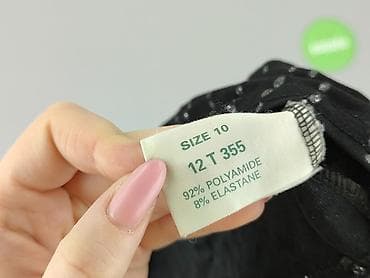 SIZE 10
12 T 355
92% POLYAMIDE
8% ELASTANE